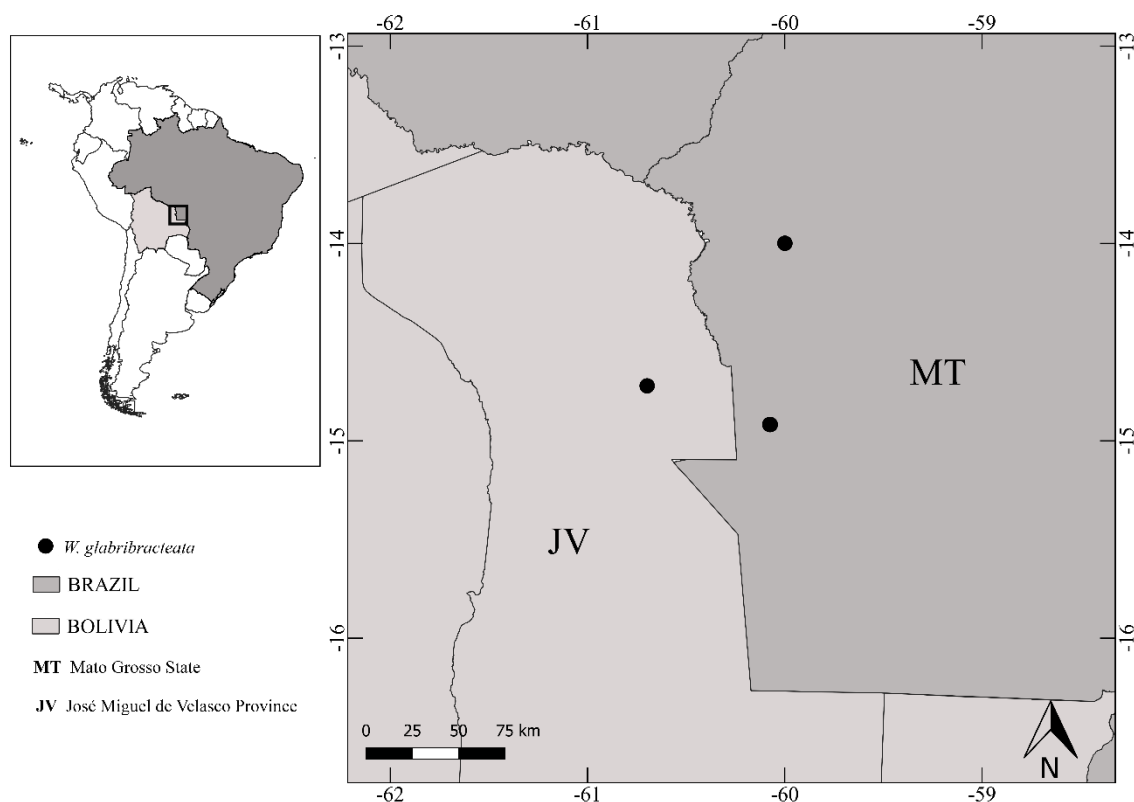 -62 -61 -60 -59
-13 -13
-14 -14
MT
-15 -15
JV
W. glabribracteata
BRAZIL
BOLIVIA
-16 -16
MT Mato Grosso State
JV José Miguel de Velasco Province
0 25 50 75 km
N
-62 -61 -60 -59